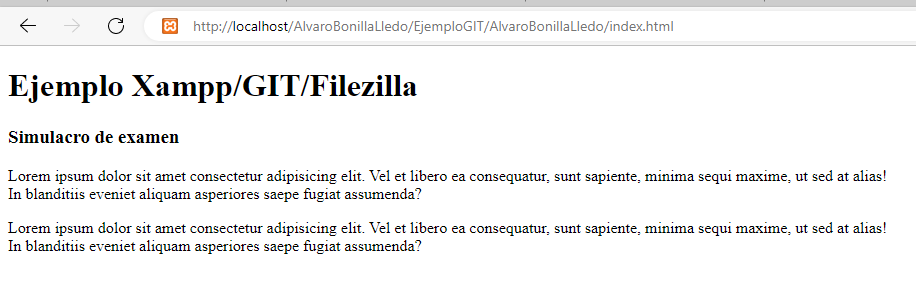 http://localhost/AlvaroBonillaLledo/EjemploGIT/AlvaroBonillaLledo/index.html
Ejemplo Xampp/GIT/Filezilla
Simulacro de examen
Lorem ipsum dolor sit amet consectetur adipisicing elit. Vel et libero ea consequatur, sunt sapiente, minima sequi maxime, ut sed at alias!
In blanditiis eveniet aliquam asperiores saepe fugiat assumenda?
Lorem ipsum dolor sit amet consectetur adipisicing elit. Vel et libero ea consequatur, sunt sapiente, minima sequi maxime, ut sed at alias!
In blanditiis eveniet aliquam asperiores saepe fugiat assumenda?